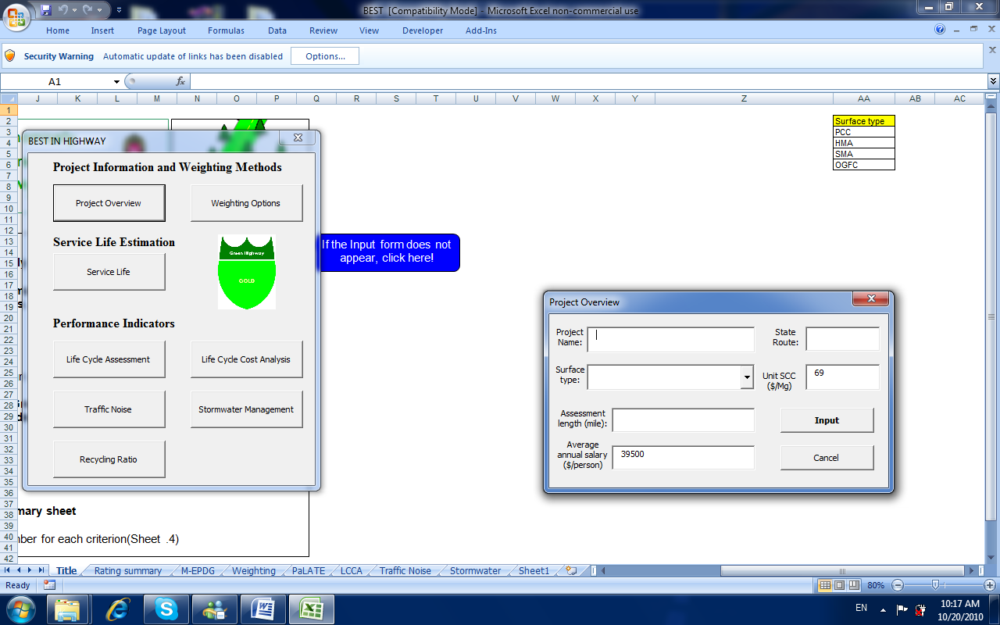 BEST [Compatibility Mode] - Microsoft Excel non-commercial use
Home Insert Page Layout Formulas Data Review View Developer Add-Ins
Security Warning Automatic update of links has been disabled Options...
A1 fx
J K L M N O P Q R S T U V W X Y Z AA AB AC
1
2
3
4
5
6
7
8
9
10
11
12
13
14
15
16
17
18
19
20
21
22
23
24
25
26
27
28
29
30
31
32
33
34
35
36
37
38
39
40
41
42
Surface type
PCC
HMA
SMA
OGFC
BEST IN HIGHWAY
Project Information and Weighting Methods
Project Overview Weighting Options
Service Life Estimation
Service Life
Green Highway
GOLD
Performance Indicators
Life Cycle Assessment Life Cycle Cost Analysis
Traffic Noise Stormwater Management
Recycling Ratio
If the Input form does not
appear, click here!
Project Overview
Project
Name:
State
Route:
Surface
type:
Unit SCC
($/Mg)
69
Assessment
length (mile):
Input
Average
annual salary
($/person)
39500
Cancel
mary sheet
ber for each criterion(Sheet .4)
Title Rating summary M-EPDG Weighting PaLATE LCCA Traffic Noise Stormwater Sheet1
Ready 80%
EN 10:17 AM
10/20/2010